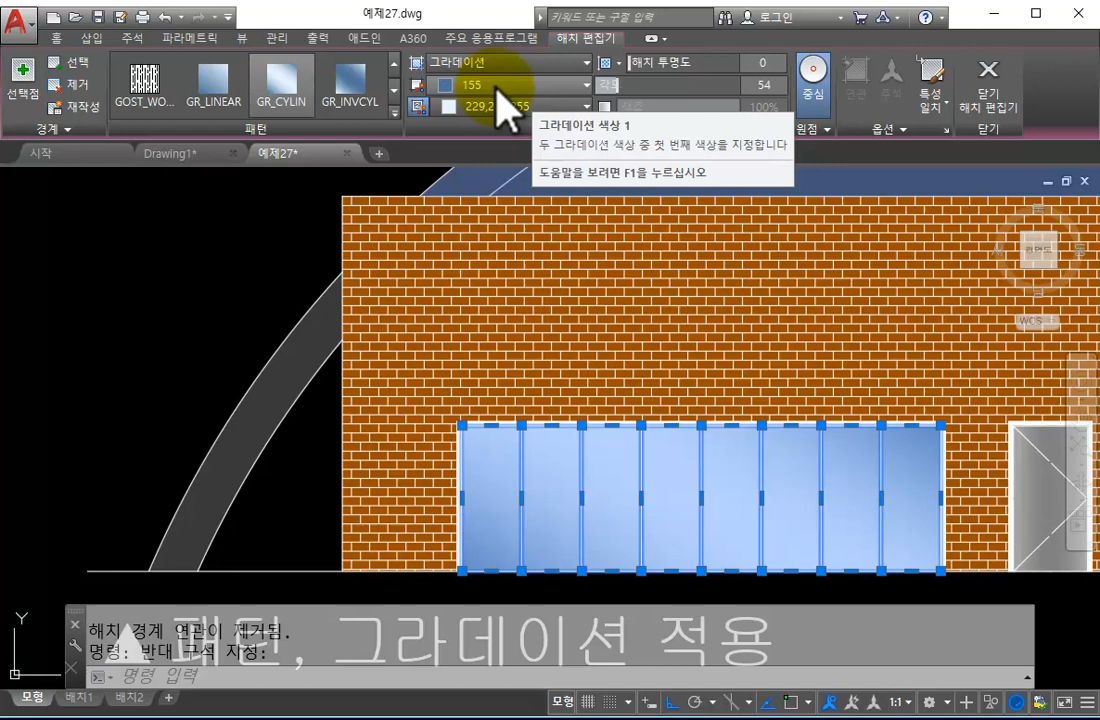 예제27.dwg
키워드 또는 구절 입력
로그인
홈 삽입 주석 파라메트릭 뷰 관리 출력 애드인 A360 주요 응용프로그램 해치 편집기
선택점
선택
제거
재작성
GOST_WO... GR_LINEAR GR_CYLIN GR_INVCYL
그라데이션
155
해치 투명도 0
54
100%
중심
연관
주석
특성
일치
닫기
해치 편집기
경계 패턴 원점 옵션 닫기
그라데이션 색상 1
두 그라데이션 색상 중 첫 번째 색상을 지정합니다
도움말을 보려면 F1을 누르십시오
시작 Drawing1* 예제27*
WCS
Y
해치 경계 연관이 제거됨.
명령: 반대 구석 지정:
명령 입력
▲패턴, 그라데이션 적용
모형 배치1 배치2
모형
1:1